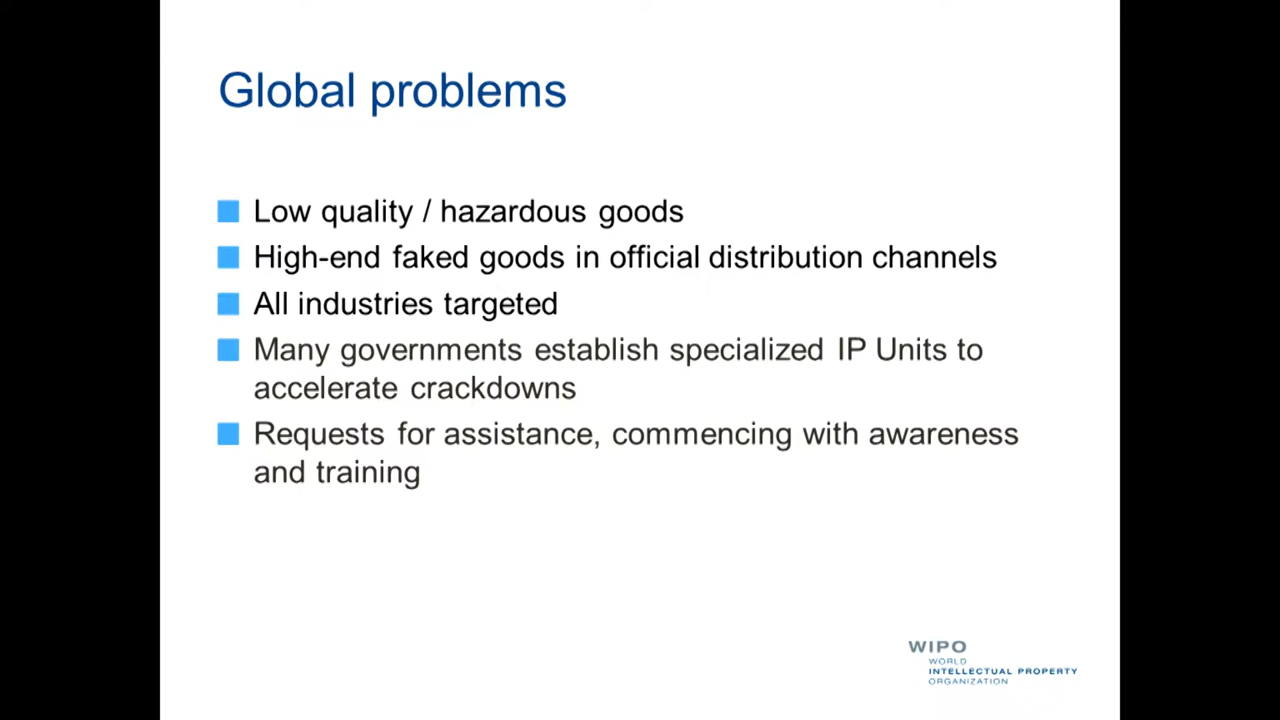 Global problems
Low quality / hazardous goods
High-end faked goods in official distribution channels
All industries targeted
Many governments establish specialized IP Units to
accelerate crackdowns
Requests for assistance, commencing with awareness
and training
WIPO
WORLD
INTELLECTUAL PROPERTY
ORGANIZATION